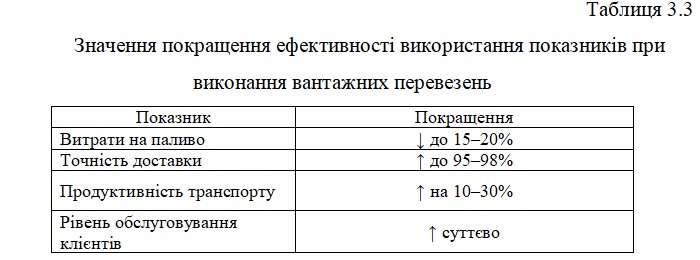 Таблиця 3.3
Значення покращення ефективності використання показників при
виконання вантажних перевезень
Показник Покращення
Витрати на паливо ↓ до 15–20%
Точність доставки ↑ до 95–98%
Продуктивність транспорту ↑ на 10–30%
Рівень обслуговування
клієнтів ↑ суттєво